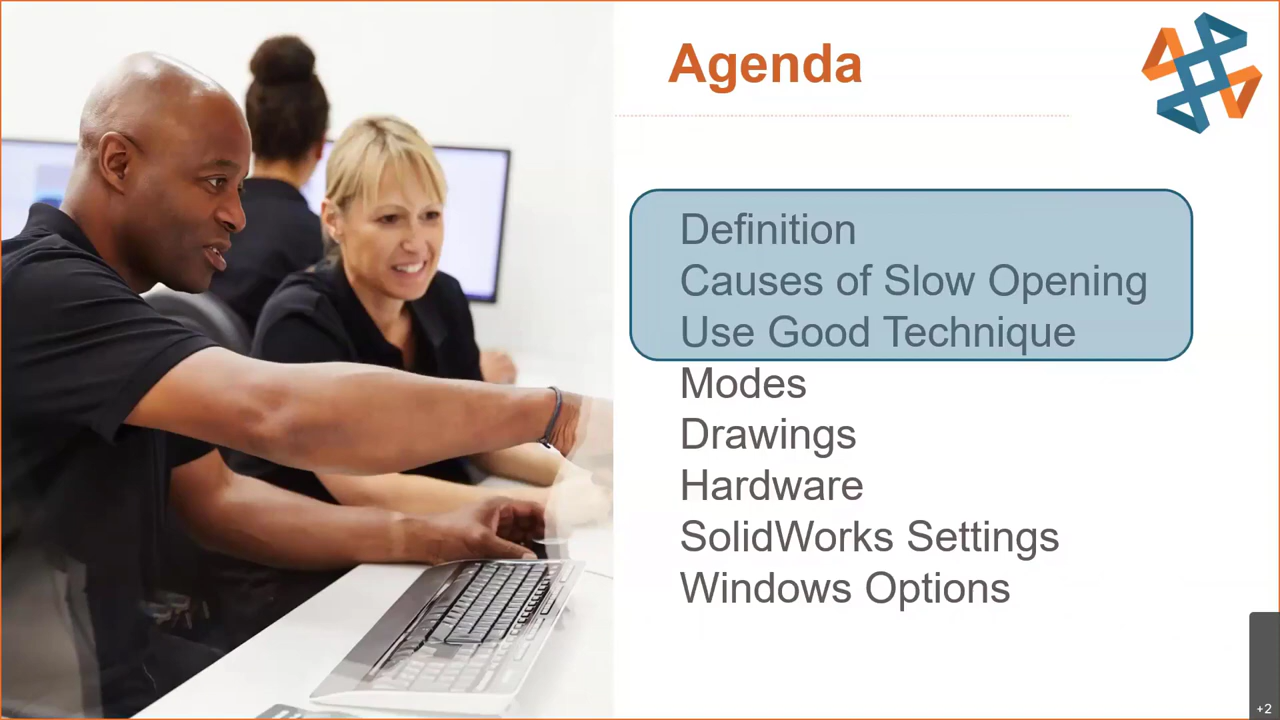 Agenda
Definition
Causes of Slow Opening
Use Good Technique
Modes
Drawings
Hardware
SolidWorks Settings
Windows Options
+2